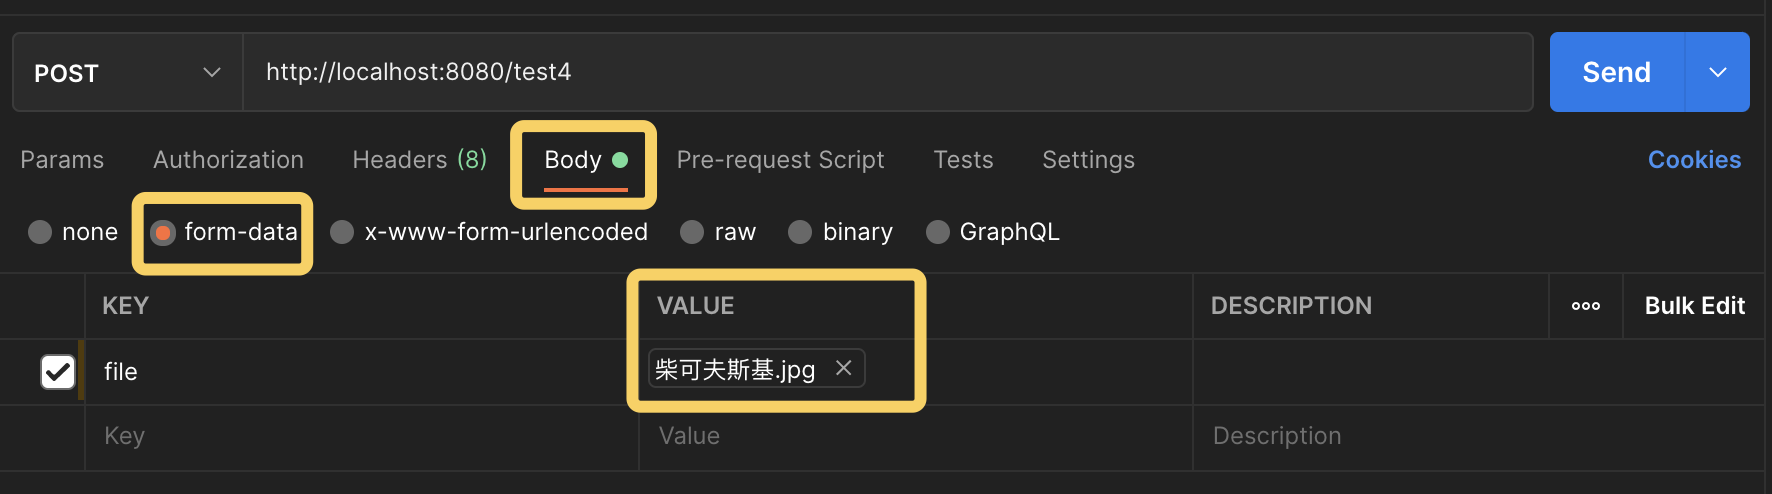 POST http://localhost:8080/test4 Send
Params Authorization Headers (8) Body Pre-request Script Tests Settings Cookies
none form-data x-www-form-urlencoded raw binary GraphQL
KEY VALUE DESCRIPTION ooo Bulk Edit
file 柴可夫斯基.jpg
Key Value Description